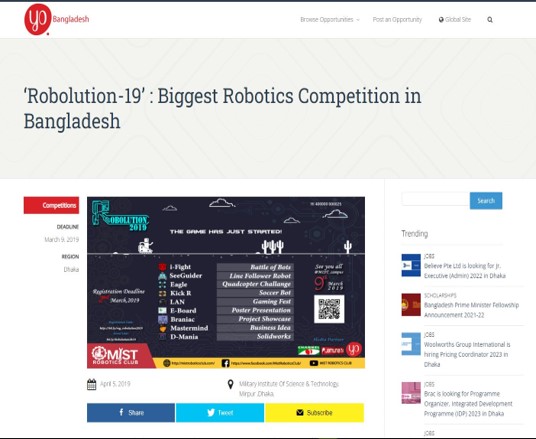 yo Bangladesh
Browse Opportunities
Post an Opportunity
Global Site
‘Robolution-19’ : Biggest Robotics Competition in
Bangladesh
Competitions
DEADLINE
March 9, 2019
REGION
Dhaka
ROBOLUTION
2019
THE GAME HAS JUST STARTED!
i-Fight Battle of Bots
SeeGuider Line Follower Robot
Eagle Quadcopter Challenge
Kick R Soccer Bot
LAN Gaming Fest
E-Board Poster Presentation
Braniac Project Showcase
Mastermind Business Idea
D-Mania Solidworks
Registration Deadline
March, 2019
See you all
9
March
2019
Media Partner
MIST
ROBOTICS CLUB
MIST ROBOTICS CLUB
April 5, 2019
Military Institute Of Science & Technology,
Mirpur ,Dhaka,
Share
Tweet
Subscribe
Search
Trending
JOBS
Believe Pte Ltd is looking for Jr.
Executive (Admin) 2022 in Dhaka
SCHOLARSHIPS
Bangladesh Prime Minister Fellowship
Announcement 2021-22
JOBS
Woolworths Group International is
hiring Pricing Coordinator 2023 in
Dhaka
JOBS
Brac is looking for Programme
Organizer, Integrated Development
Programme (IDP) 2023 in Dhaka
JOBS